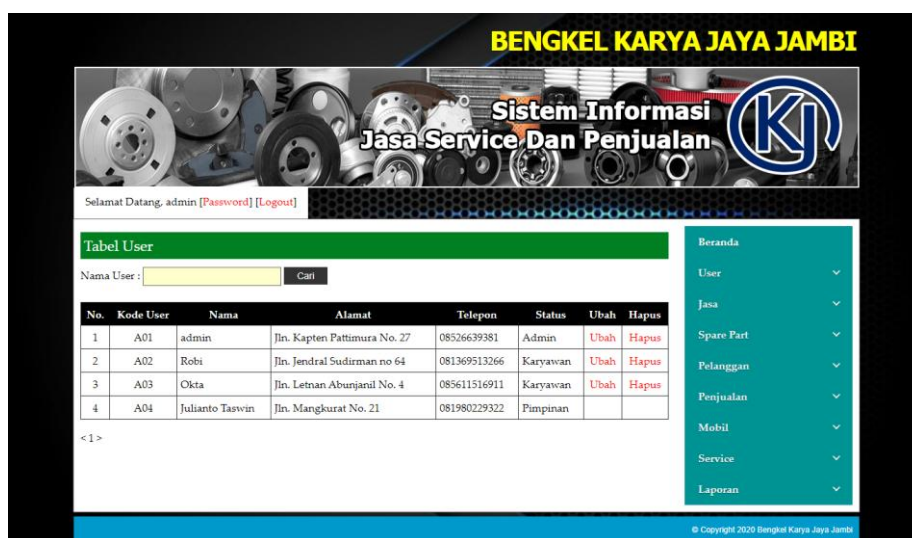 BENGKEL KARYA JAYA JAMBI
Sistem Informasi
Jasa Service Dan Penjualan
KJ
Selamat Datang, admin [Password] [Logout]
Tabel User
Nama User :
Cari
No. Kode User Nama Alamat Telepon Status Ubah Hapus
1 A01 admin Jln. Kapten Pattimura No. 27 08526639381 Admin Ubah Hapus
2 A02 Robi Jln. Jendral Sudirman no 64 081369513266 Karyawan Ubah Hapus
3 A03 Okta Jln. Letnan Abunjanil No. 4 085611516911 Karyawan Ubah Hapus
4 A04 Julianto Taswin Jln. Mangkurat No. 21 081980229322 Pimpinan
< 1 >
Beranda
User
Jasa
Spare Part
Pelanggan
Penjualan
Mobil
Service
Laporan
© Copyright 2020 Bengkel Karya Jaya Jambi